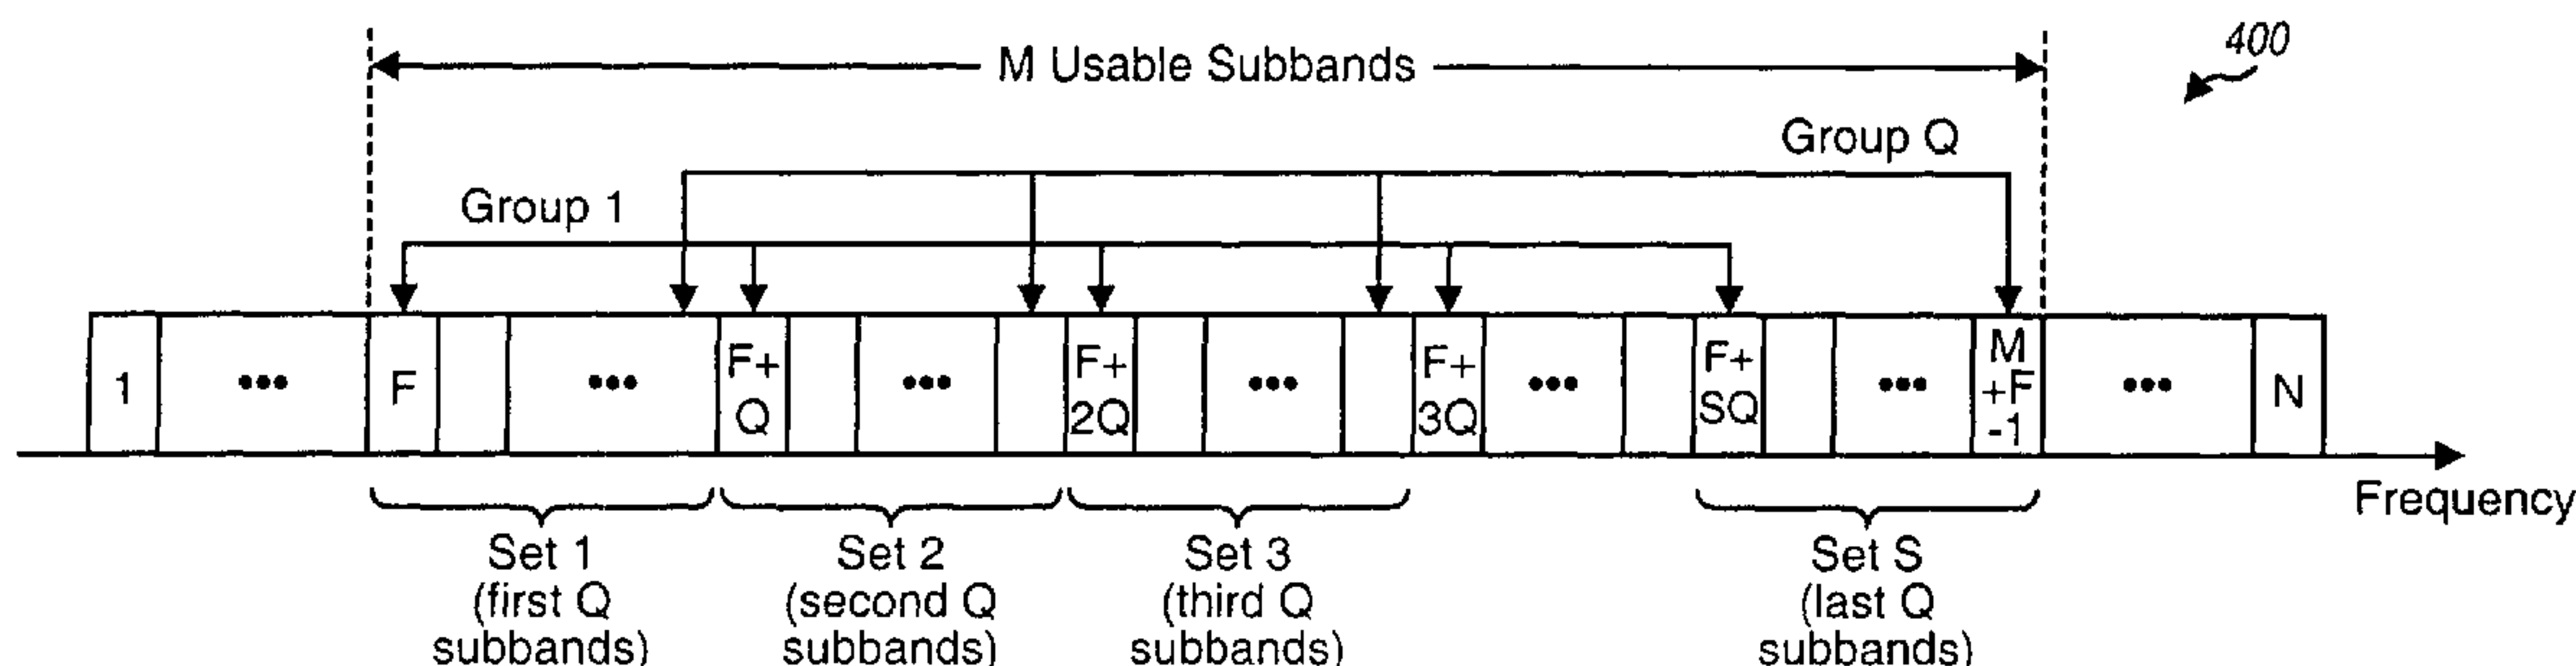 400
M Usable Subbands
Group Q
Group 1
1
•••
F
•••
F+
Q
•••
F+
2Q
•••
F+
3Q
•••
F+
SQ
•••
M
+F
-1
•••
N
Frequency
Set 1
(first Q
subbands)
Set 2
(second Q
subbands)
Set 3
(third Q
subbands)
Set S
(last Q
subbands)